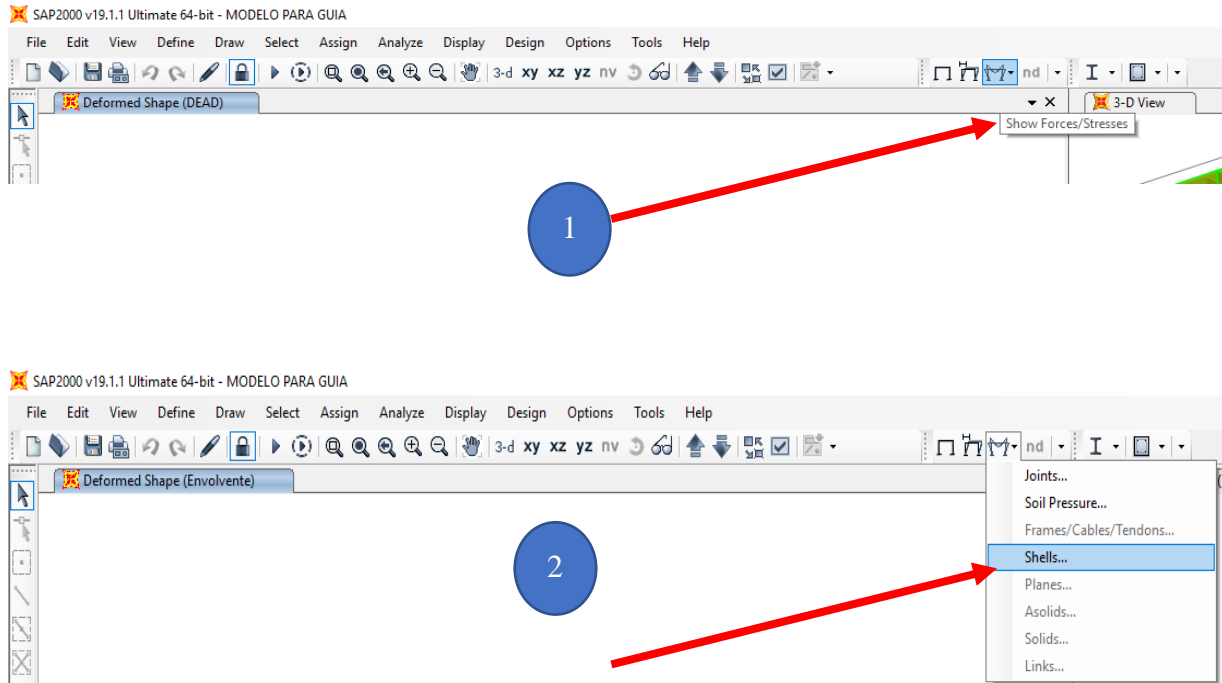 SAP2000 v19.1.1 Ultimate 64-bit - MODELO PARA GUIA
File Edit View Define Draw Select Assign Analyze Display Design Options Tools Help
3-d xy xz yz nv nd
Deformed Shape (DEAD) 3-D View
Show Forces/Stresses
1
SAP2000 v19.1.1 Ultimate 64-bit - MODELO PARA GUIA
File Edit View Define Draw Select Assign Analyze Display Design Options Tools Help
3-d xy xz yz nv nd
Deformed Shape (Envolvente)
Joints...
Soil Pressure...
Frames/Cables/Tendons...
Shells...
2
Planes...
Asolids...
Solids...
Links...